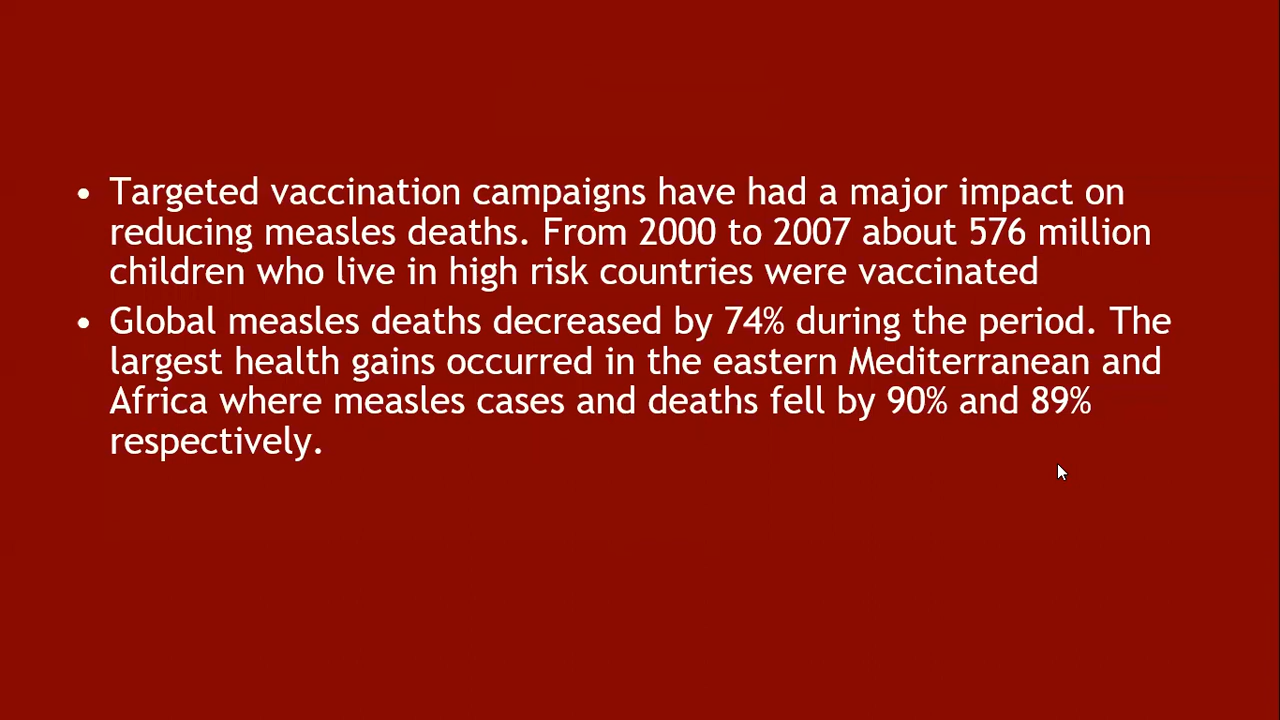 • Targeted vaccination campaigns have had a major impact on
reducing measles deaths. From 2000 to 2007 about 576 million
children who live in high risk countries were vaccinated
• Global measles deaths decreased by 74% during the period. The
largest health gains occurred in the eastern Mediterranean and
Africa where measles cases and deaths fell by 90% and 89%
respectively.